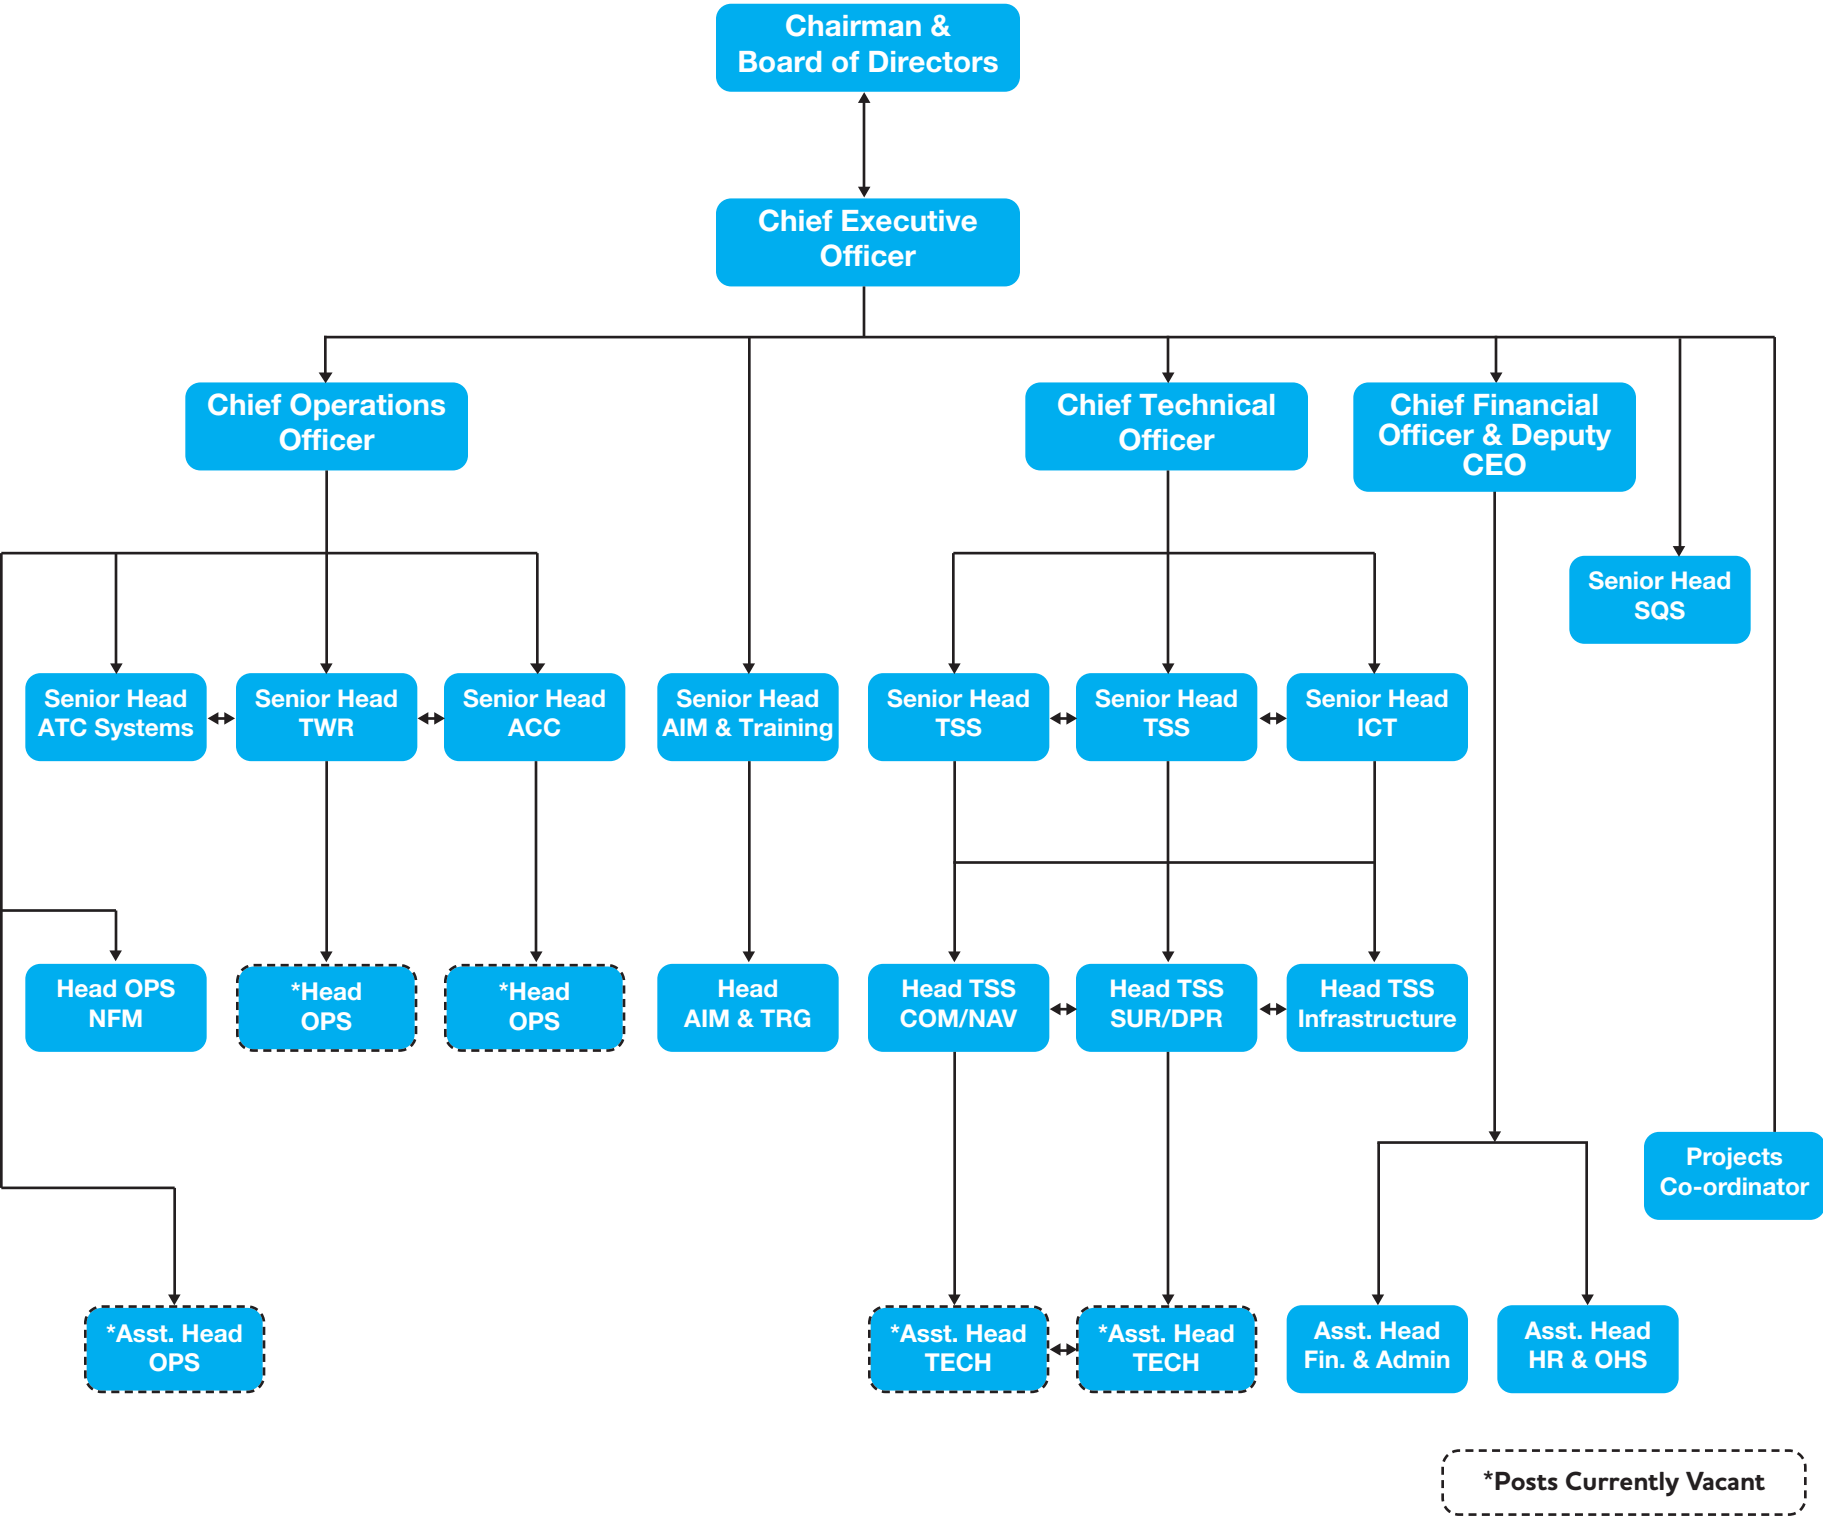 Chairman &
Board of Directors
Chief Executive
Officer
Chief Operations
Officer
Chief Technical
Officer
Chief Financial
Officer & Deputy
CEO
Senior Head
SQS
Senior Head
ATC Systems
Senior Head
TWR
Senior Head
ACC
Senior Head
AIM & Training
Senior Head
TSS
Senior Head
TSS
Senior Head
ICT
Head OPS
NFM
*Head
OPS
*Head
OPS
Head
AIM & TRG
Head TSS
COM/NAV
Head TSS
SUR/DPR
Head TSS
Infrastructure
Projects
Co-ordinator
*Asst. Head
OPS
*Asst. Head
TECH
*Asst. Head
TECH
Asst. Head
Fin. & Admin
Asst. Head
HR & OHS
*Posts Currently Vacant